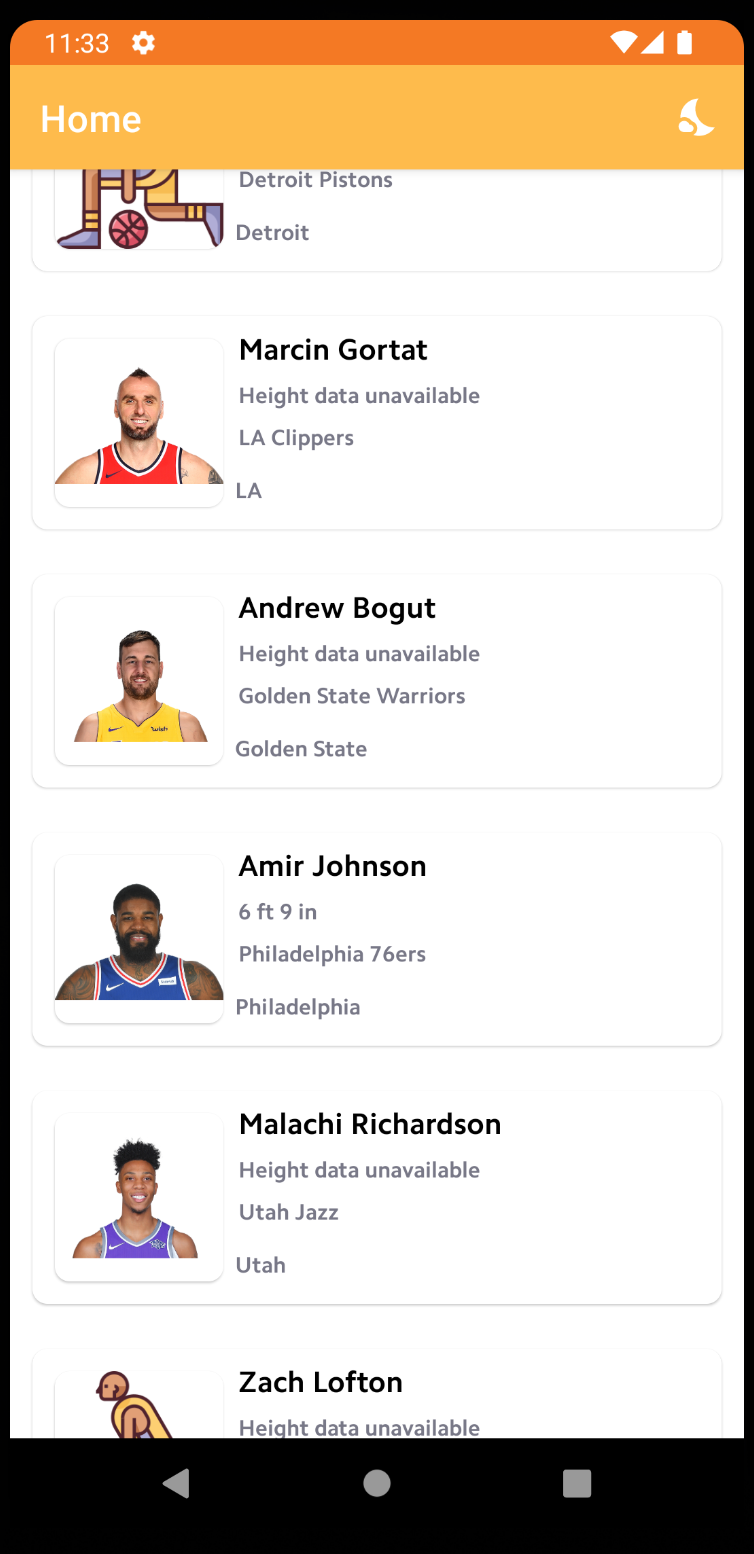 11:33
Home
Detroit Pistons
Detroit
Marcin Gortat
Height data unavailable
LA Clippers
LA
Andrew Bogut
Height data unavailable
Golden State Warriors
wish
Golden State
Amir Johnson
6 ft 9 in
Philadelphia 76ers
Philadelphia
Malachi Richardson
Height data unavailable
Utah Jazz
Utah
Zach Lofton
Height data unavailable